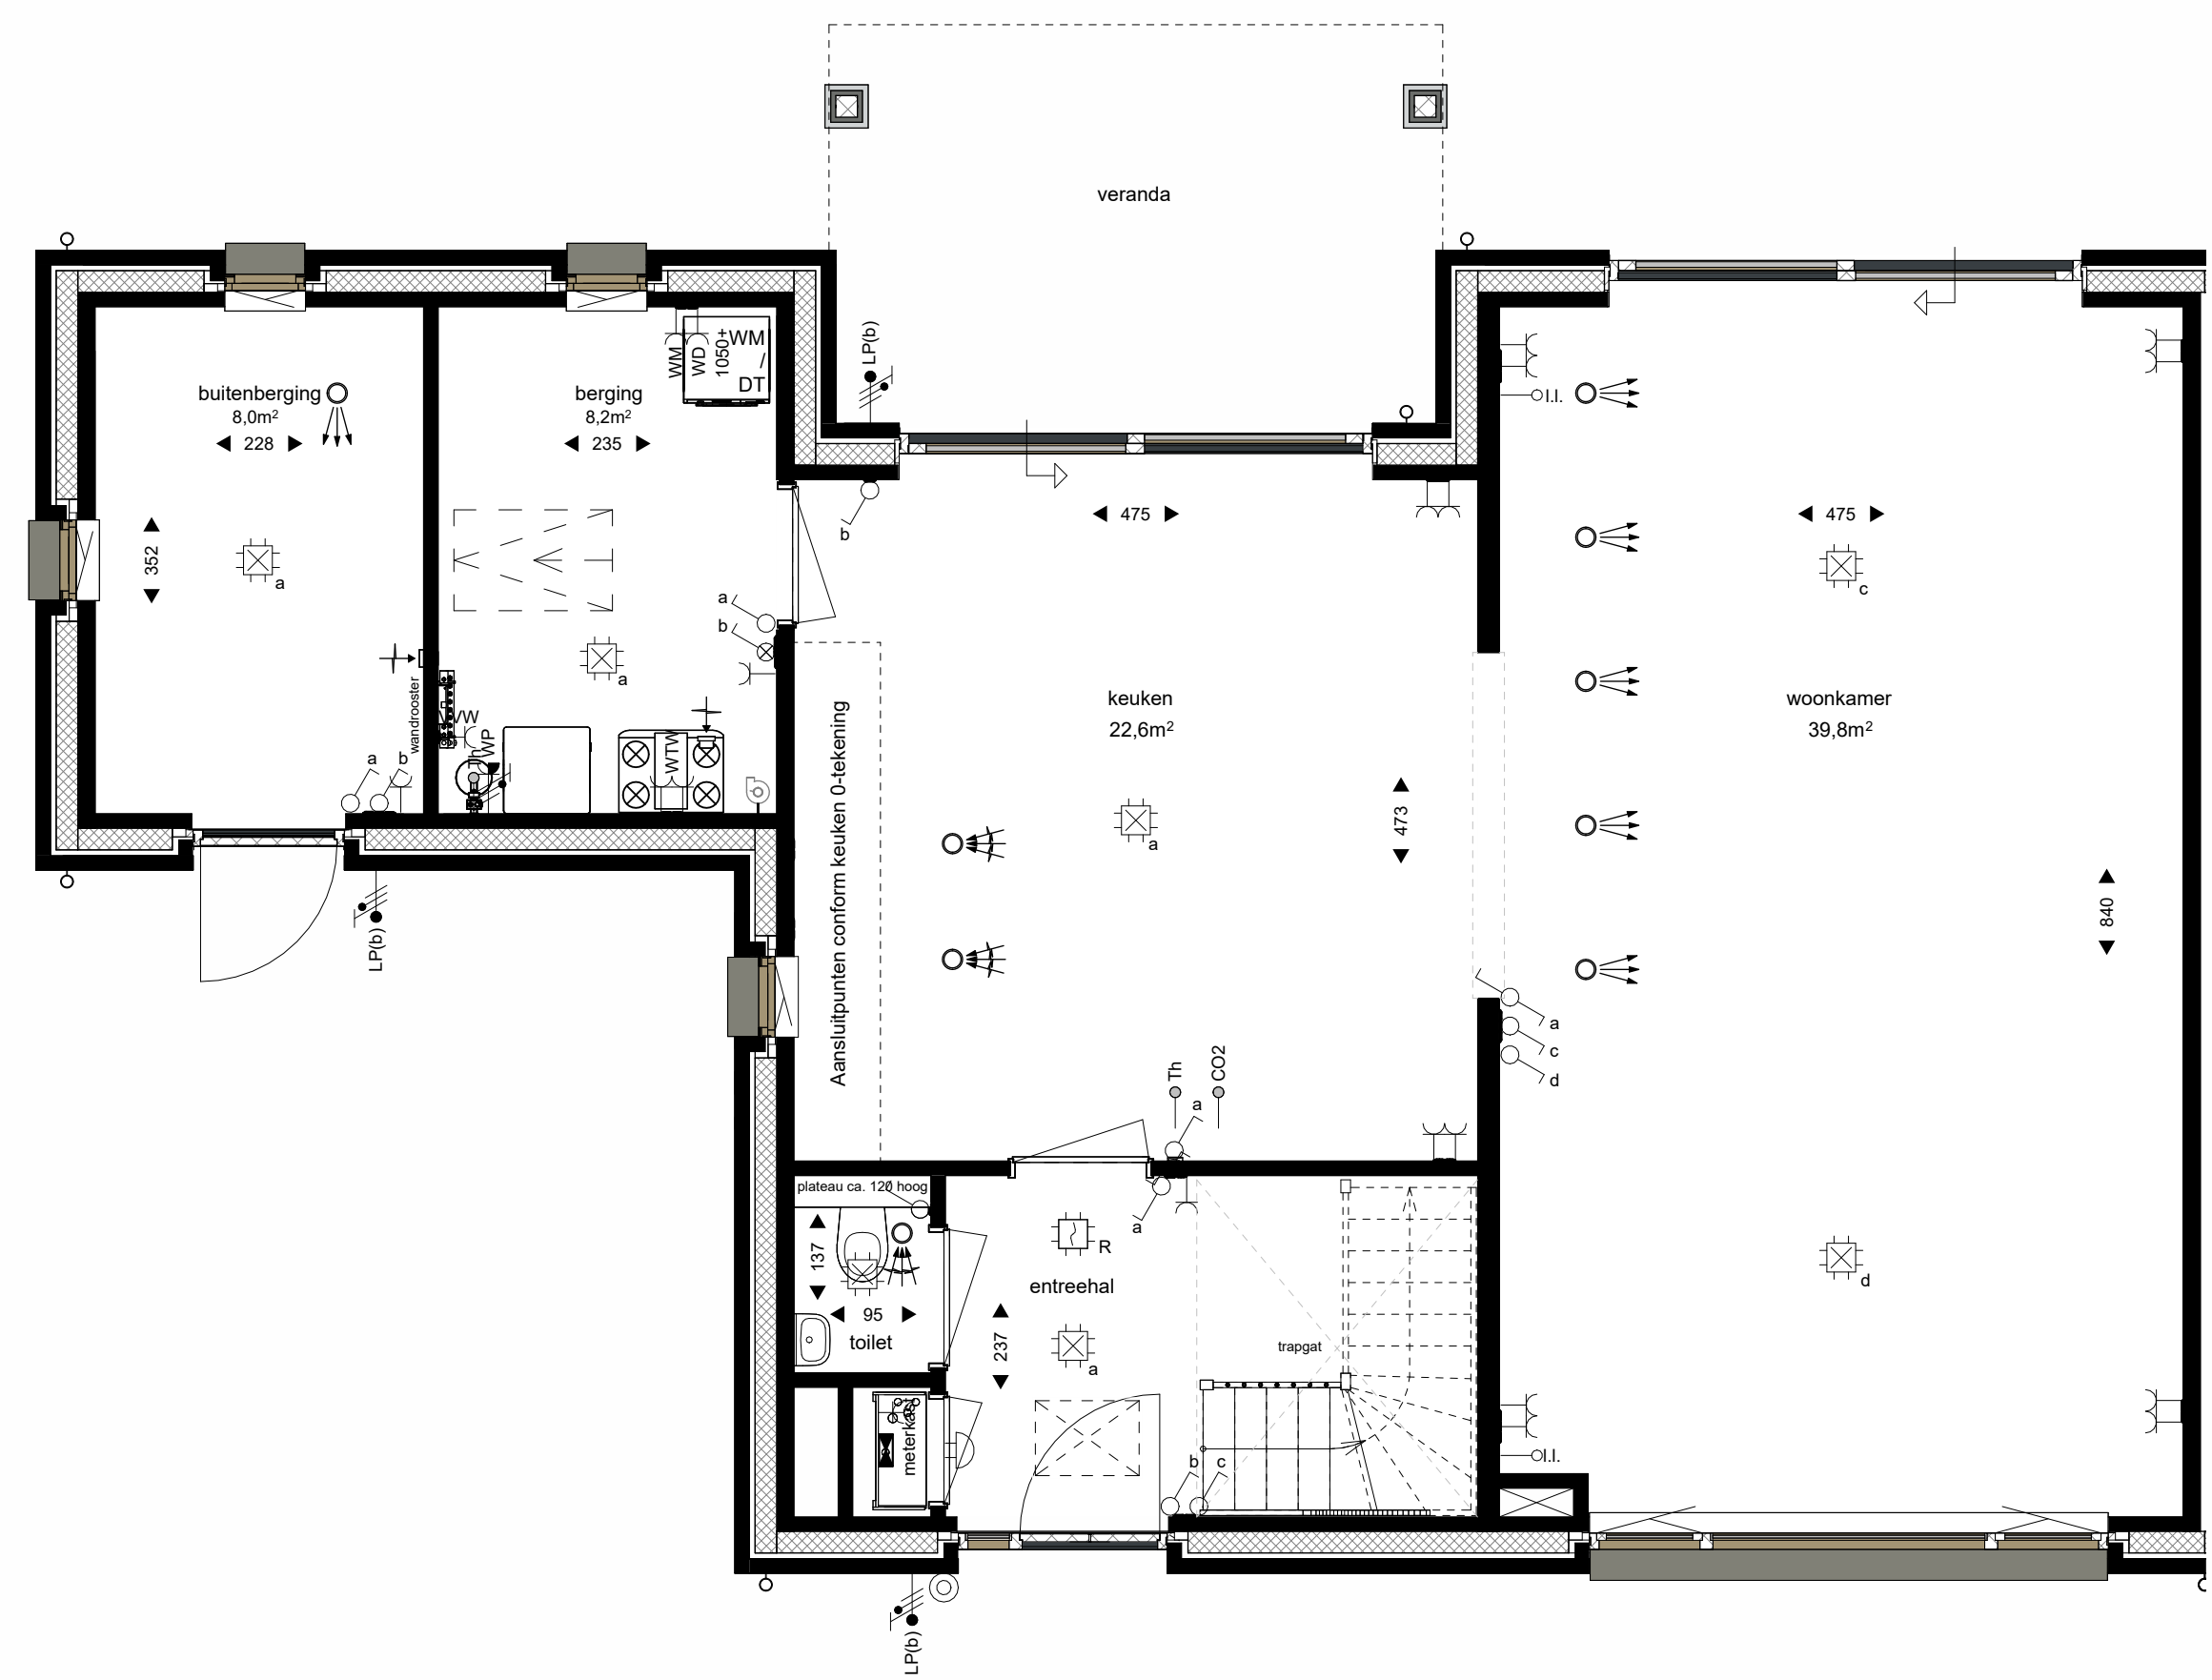 veranda
LP(b)
WM
WD
1050+
WM
/
DT
buitenberging
8,0m²
228
berging
8,2m²
235
l.l.
475
475
b
352
a
c
a
b
a
wandrooster
a
b
Th
WP
WTW
Aansluitpunten conform keuken 0-tekening
keuken
22,6m²
a
473
woonkamer
39,8m²
840
LP(b)
a
c
d
Th
CO2
a
plateau ca. 120 hoog
a
R
137
95
toilet
entreehal
237
a
trapgat
d
meterkast
b
c
l.l.
LP(b)